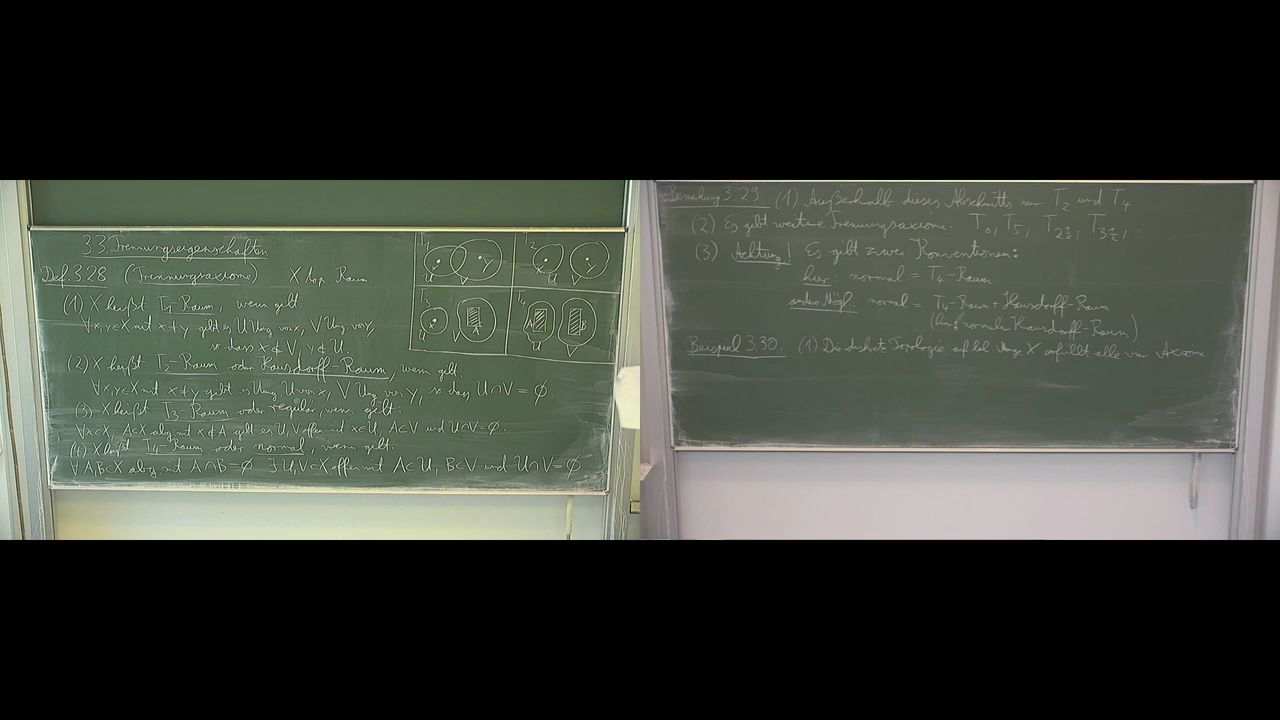 3.3. Trennungseigenschaften
Def. 3.28 (Trennungsaxiome) X top. Raum
(1) X heißt T₁-Raum, wenn gilt
∀x,y∈X mit x≠y gibt es U Umg von x, V Umg von y,
so dass x∉V, y∉U.
(2) X heißt T₂-Raum oder Hausdorff-Raum, wenn gilt
∀x,y∈X mit x≠y gibt es Umg U von x, V Umg von y, so dass U∩V=∅.
(3) X heißt T₃-Raum oder regulär, wenn gilt:
∀x∈X, A⊂X abg mit x∉A gibt es U,V offen mit x∈U, A⊂V und U∩V=∅.
(4) X heißt T₄-Raum oder normal, wenn gilt:
∀A,B⊂X abg mit A∩B=∅ ∃U,V⊂X offen mit A⊂U, B⊂V und U∩V=∅
T₁ x y U V
T₂ x y U V
T₃ x A U V
T₄ A B U V
Bemerkung 3.29 (1) Außerhalb dieses Abschnitts nur T₂ und T₄
(2) Es gibt weitere Trennungsaxiome: T₀, T₅, T₂½, T₃½, ...
(3) Achtung! Es gibt zwei Konventionen:
hier: normal = T₄-Raum
andere Mögl. normal = T₄-Raum + Hausdorff-Raum
(hier: normaler Hausdorff-Raum)
Beispiel 3.30: (1) Die diskrete Topologie auf bel. Menge X erfüllt alle vier Axiome